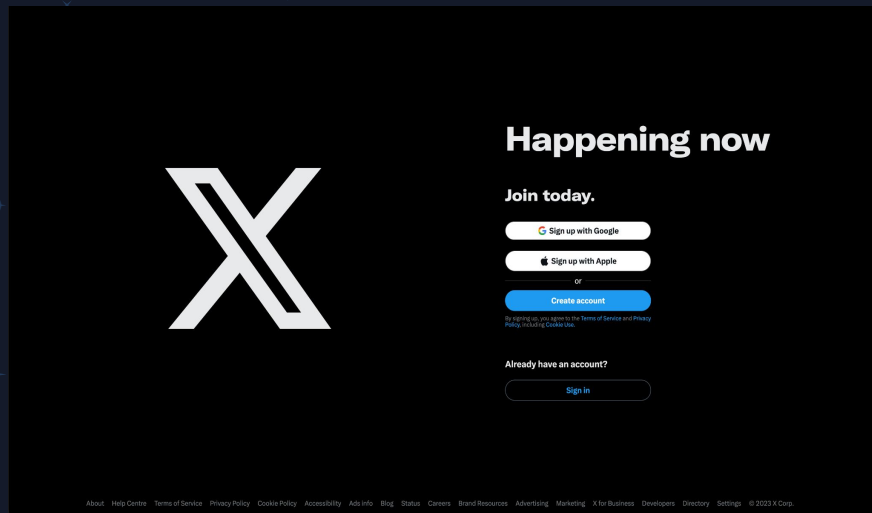 Happening now
Join today.
Sign up with Google
Sign up with Apple
or
Create account
By signing up, you agree to the Terms of Service and Privacy
Policy, including Cookie Use.
Already have an account?
Sign in
About Help Centre Terms of Service Privacy Policy Cookie Policy Accessibility Ads info Blog Status Careers Brand Resources Advertising Marketing X for Business Developers Directory Settings © 2023 X Corp.